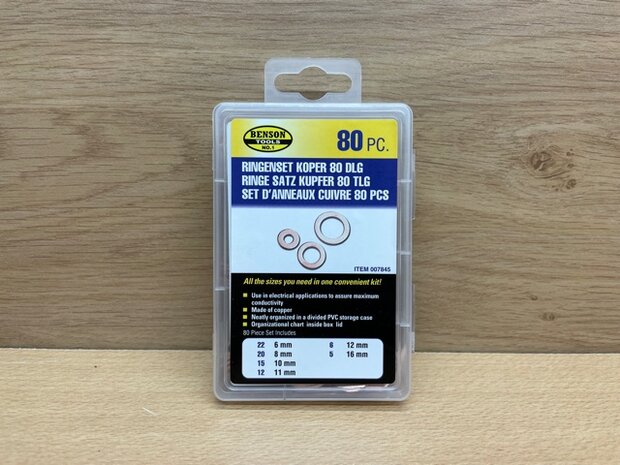 BENSON
TOOLS
NO.1
80 PC.
RINGENSET KOPER 80 DLG
RINGE SATZ KUPFER 80 TLG
SET D'ANNEAUX CUIVRE 80 PCS
ITEM 007845
All the sizes you need in one convenient kit!
Use in electrical applications to assure maximum
conductivity
Made of copper
Neatly organized in a divided PVC storage case
Organizational chart inside box lid
80 Piece Set Includes
22 6 mm 6 12 mm
20 8 mm 5 16 mm
15 10 mm
12 11 mm